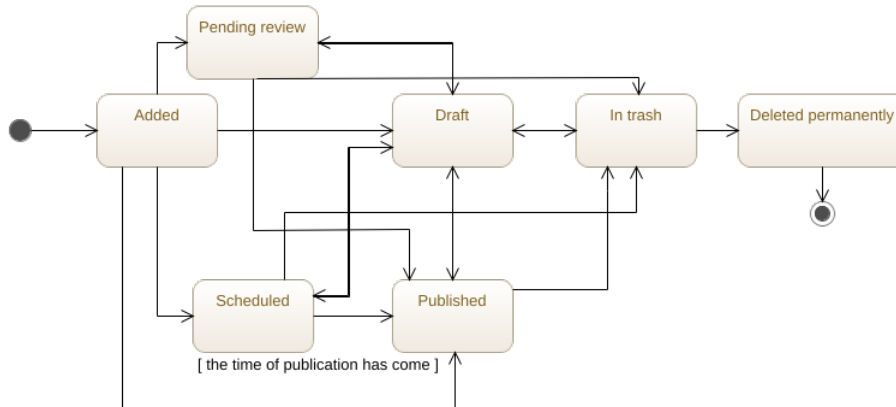 Pending review
Added
Draft
In trash
Deleted permanently
Scheduled
Published
[ the time of publication has come ]